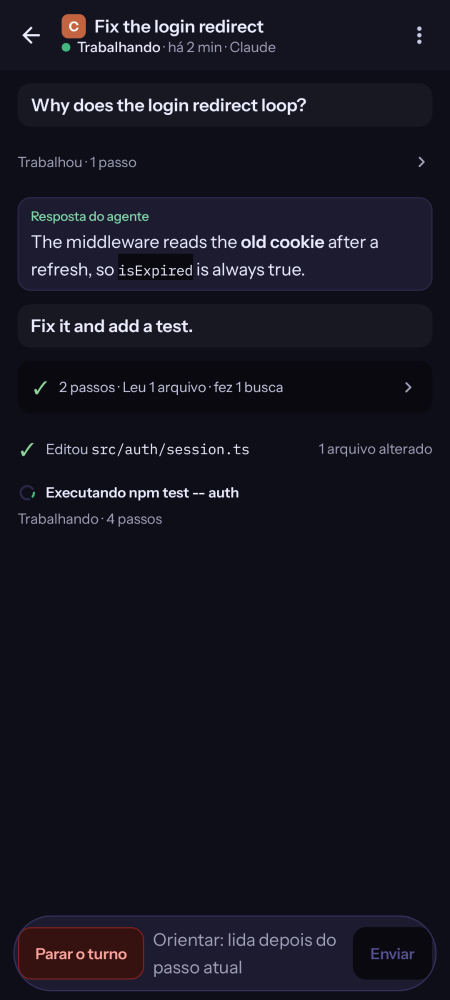 C Fix the login redirect
Trabalhando · há 2 min · Claude
Why does the login redirect loop?
Trabalhou · 1 passo
Resposta do agente
The middleware reads the old cookie after a
refresh, so isExpired is always true.
Fix it and add a test.
✓ 2 passos · Leu 1 arquivo · fez 1 busca
✓ Editou src/auth/session.ts 1 arquivo alterado
Executando npm test -- auth
Trabalhando · 4 passos
Parar o turno
Orientar: lida depois do
passo atual
Enviar